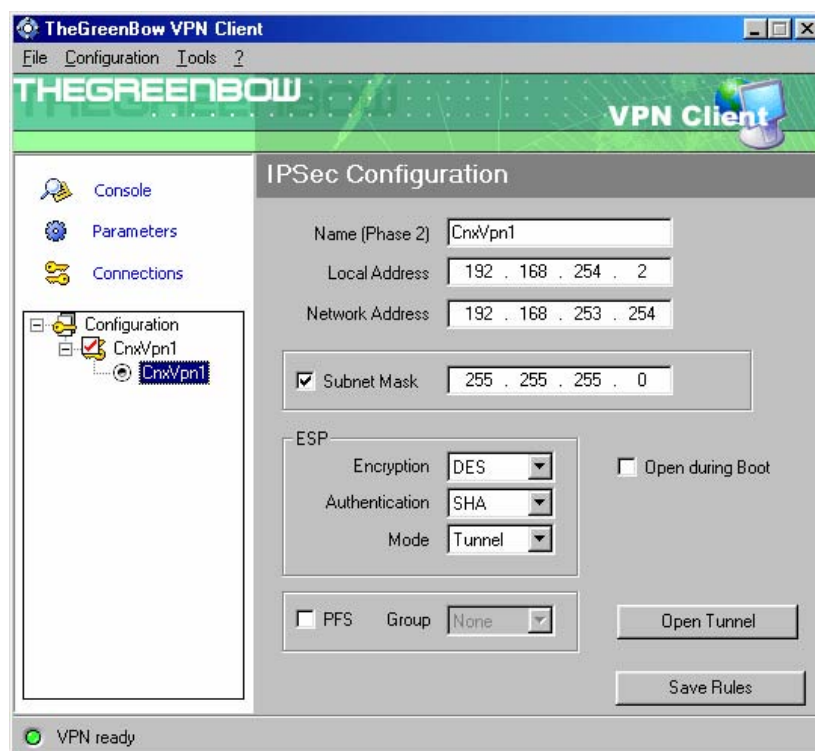 TheGreenBow VPN Client
File Configuration Tools ?
THEGREENBOW
VPN Client
Console
Parameters
Connections
Configuration
CnxVpn1
CnxVpn1
IPSec Configuration
Name (Phase 2) CnxVpn1
Local Address 192 . 168 . 254 . 2
Network Address 192 . 168 . 253 . 254
Subnet Mask 255 . 255 . 255 . 0
ESP
Encryption DES
Open during Boot
Authentication SHA
Mode Tunnel
PFS Group None
Open Tunnel
Save Rules
VPN ready